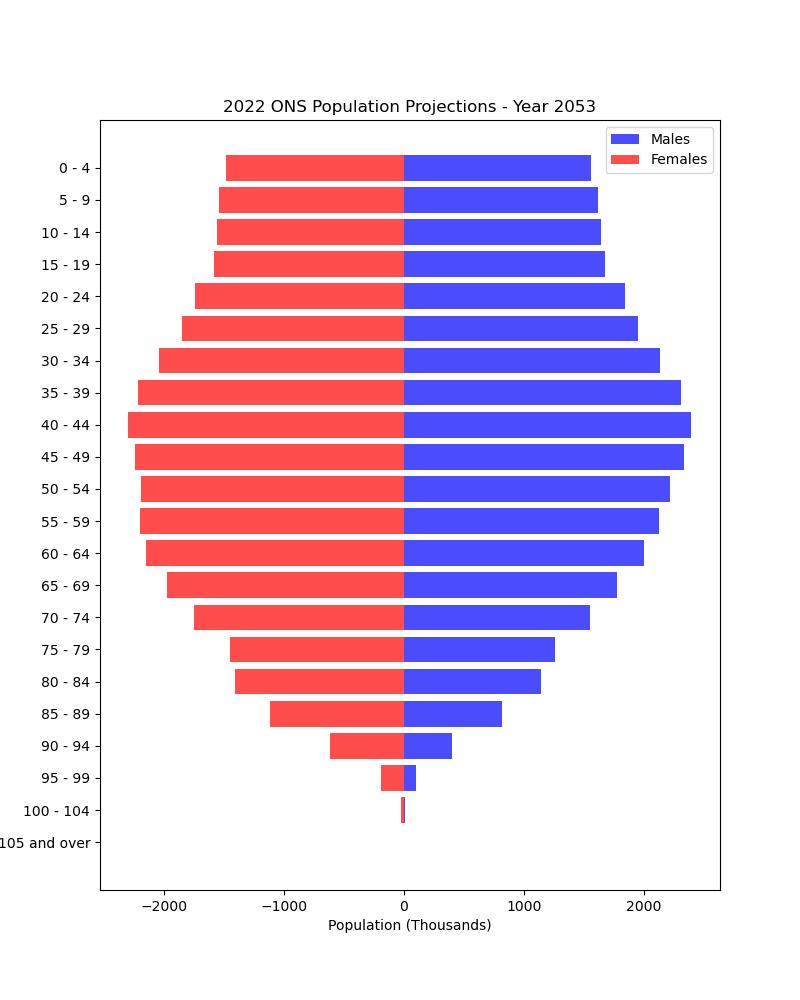 2022 ONS Population Projections - Year 2053
Males
Females
0 - 4
5 - 9
10 - 14
15 - 19
20 - 24
25 - 29
30 - 34
35 - 39
40 - 44
45 - 49
50 - 54
55 - 59
60 - 64
65 - 69
70 - 74
75 - 79
80 - 84
85 - 89
90 - 94
95 - 99
100 - 104
105 and over
−2000 −1000 0 1000 2000
Population (Thousands)